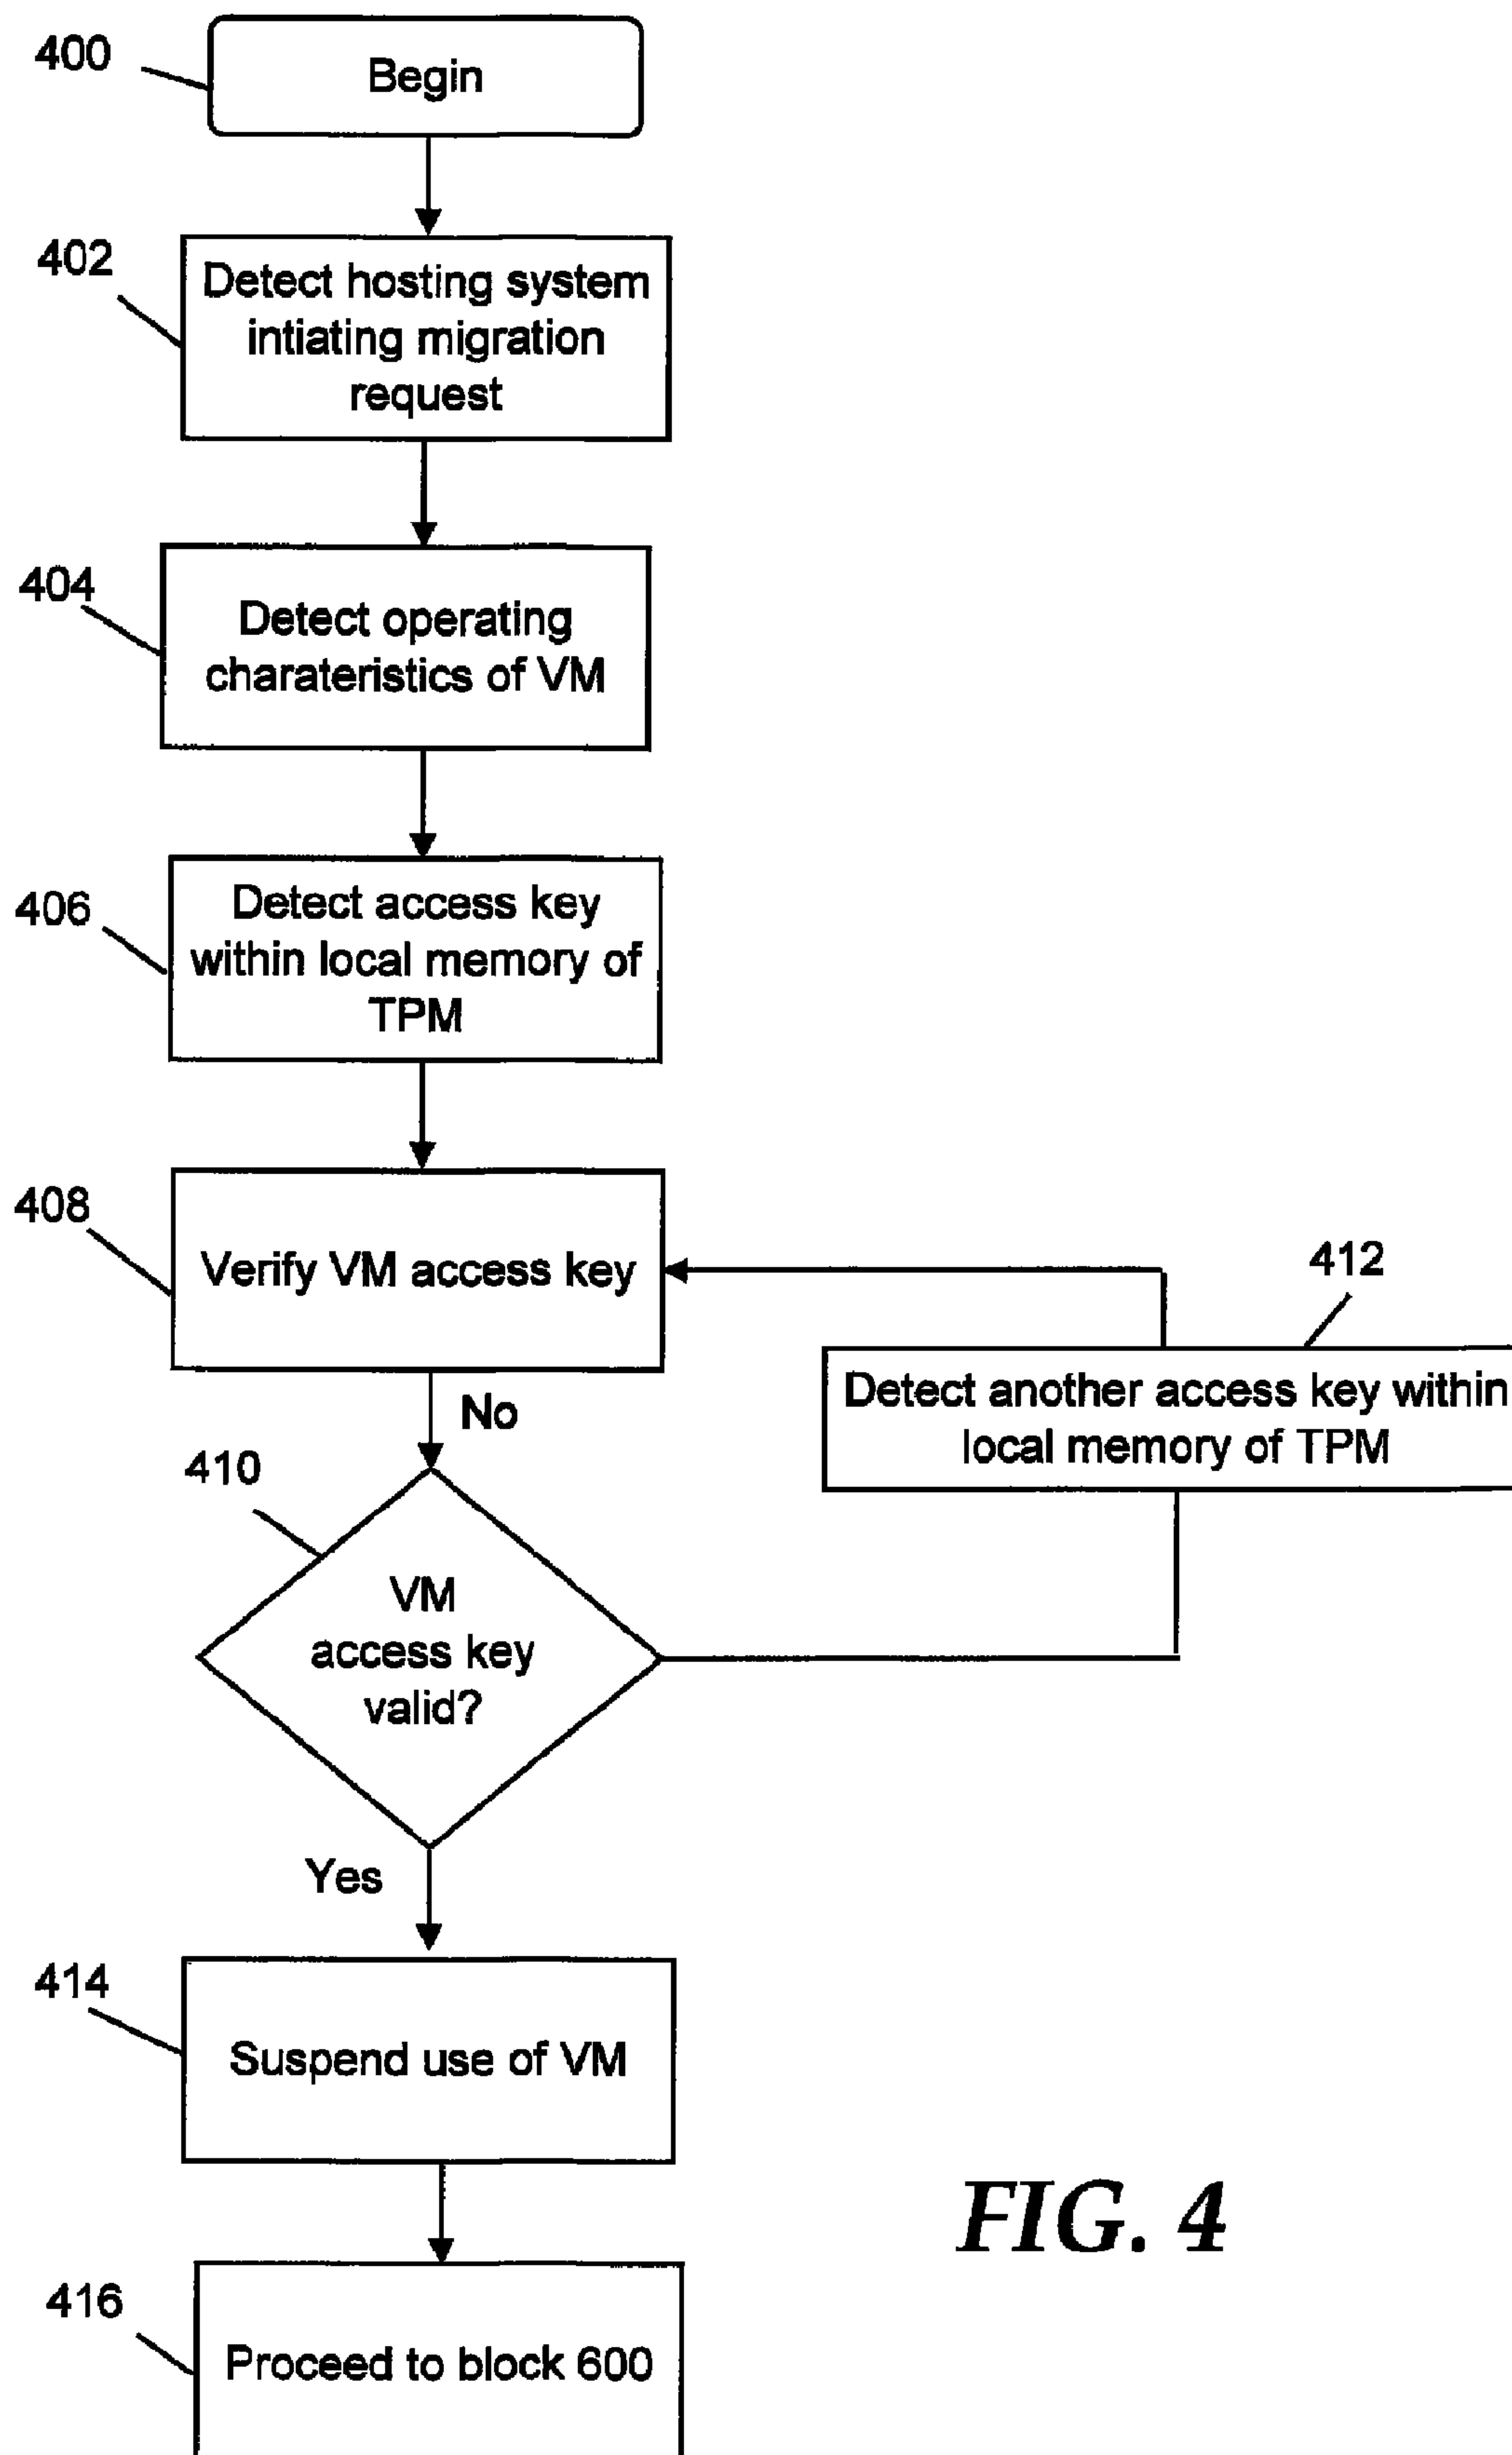 400
Begin
402
Detect hosting system
intiating migration
request
404
Detect operating
charateristics of VM
406
Detect access key
within local memory of
TPM
408
Verify VM access key
412
Detect another access key within
local memory of TPM
No
410
VM
access key
valid?
Yes
414
Suspend use of VM
416
Proceed to block 600
FIG. 4